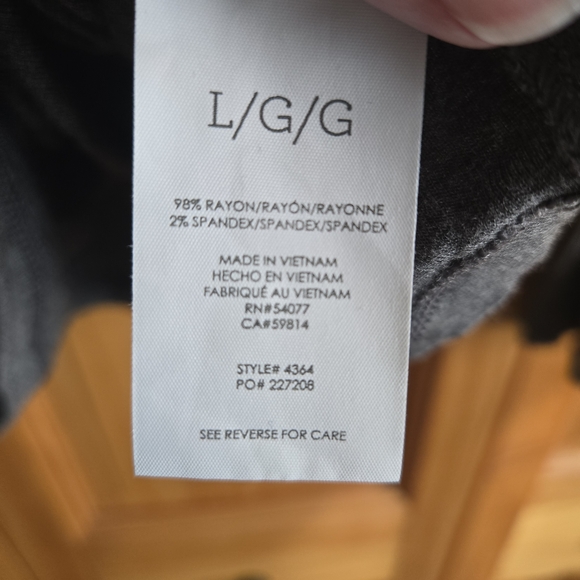 L/G/G
98% RAYON/RAYÓN/RAYONNE
2% SPANDEX/SPANDEX/SPANDEX
MADE IN VIETNAM
HECHO EN VIETNAM
FABRIQUÉ AU VIETNAM
RN#54077
CA#59814
STYLE# 4364
PO# 227208
SEE REVERSE FOR CARE